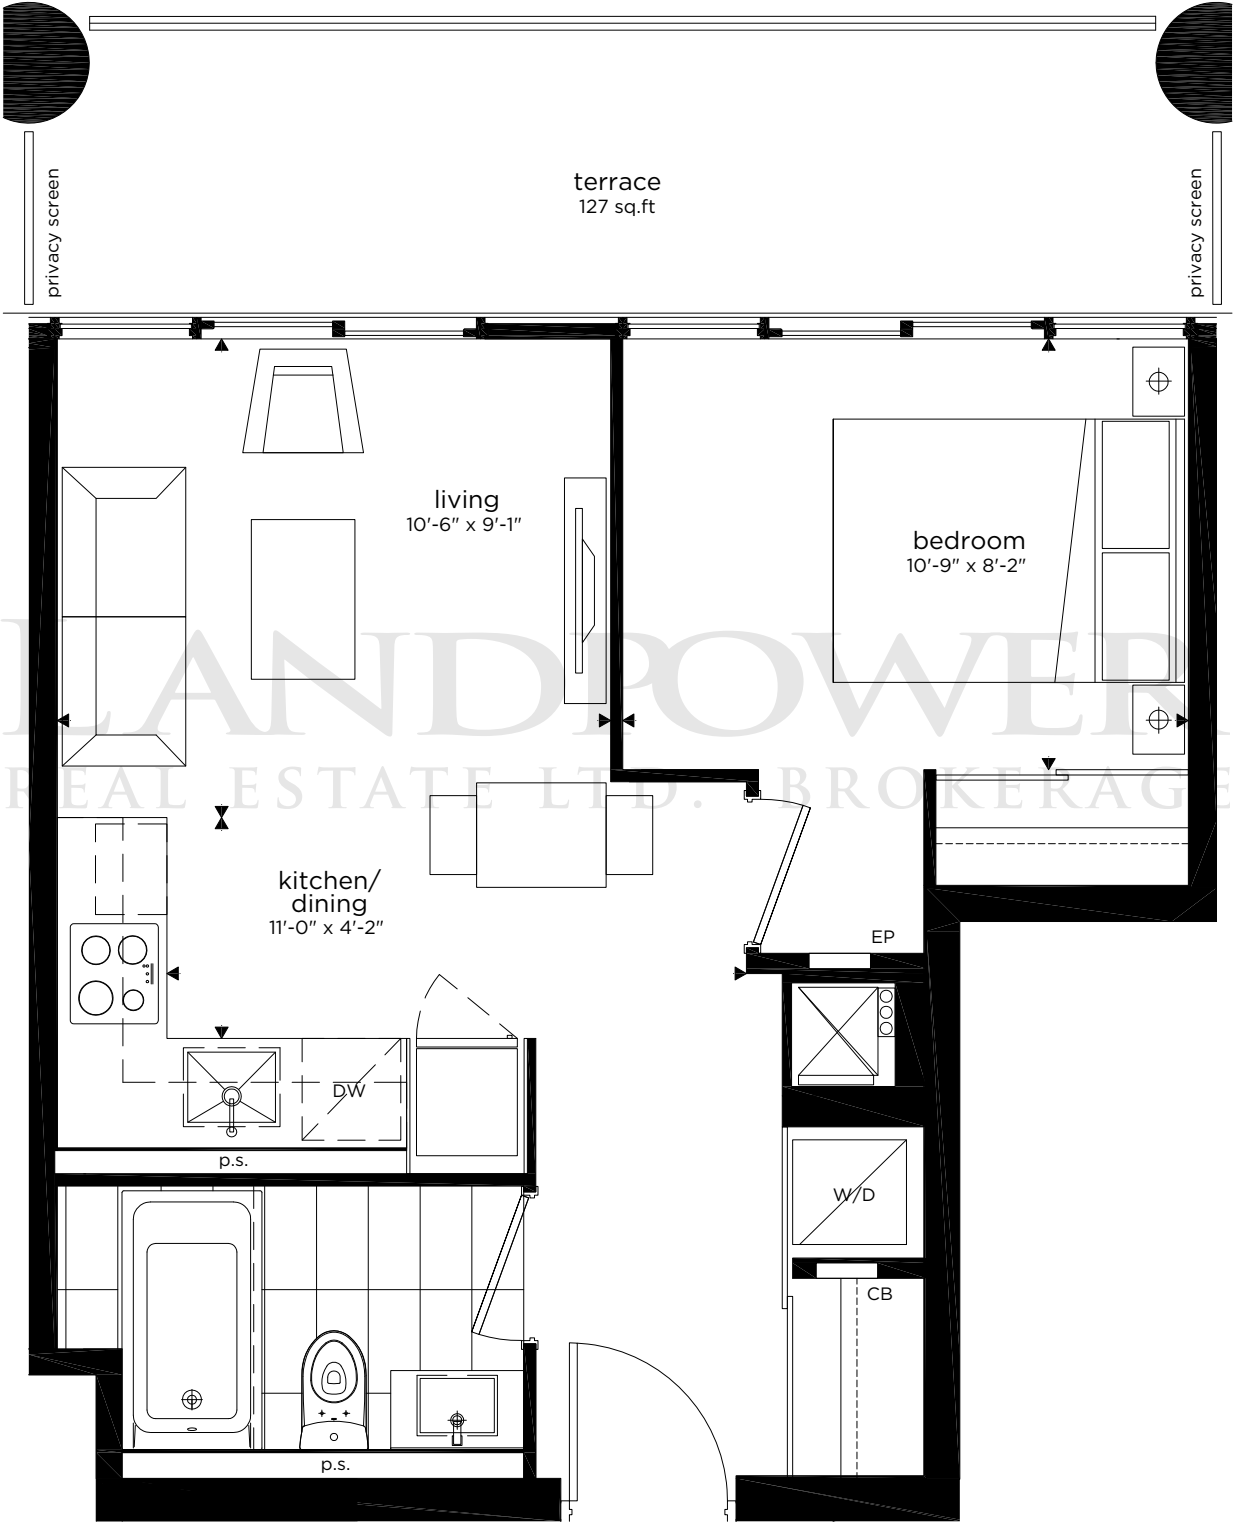 terrace
127 sq.ft
privacy screen
privacy screen
living
10'-6" x 9'-1"
bedroom
10'-9" x 8'-2"
LANDPOWER
REAL ESTATE LTD. BROKERAGE
kitchen/
dining
11'-0" x 4'-2"
EP
DW
p.s.
W/D
CB
p.s.